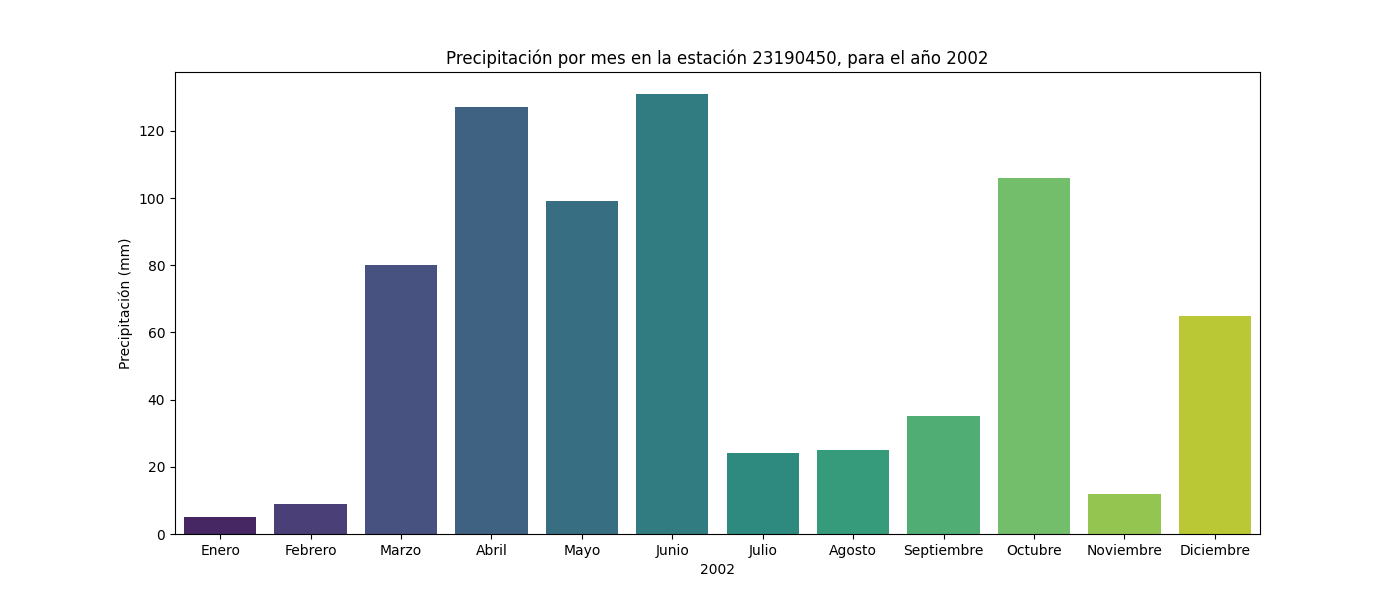 Precipitación por mes en la estación 23190450, para el año 2002
Precipitación (mm)
120
100
80
60
40
20
0
Enero Febrero Marzo Abril Mayo Junio Julio Agosto Septiembre Octubre Noviembre Diciembre
2002